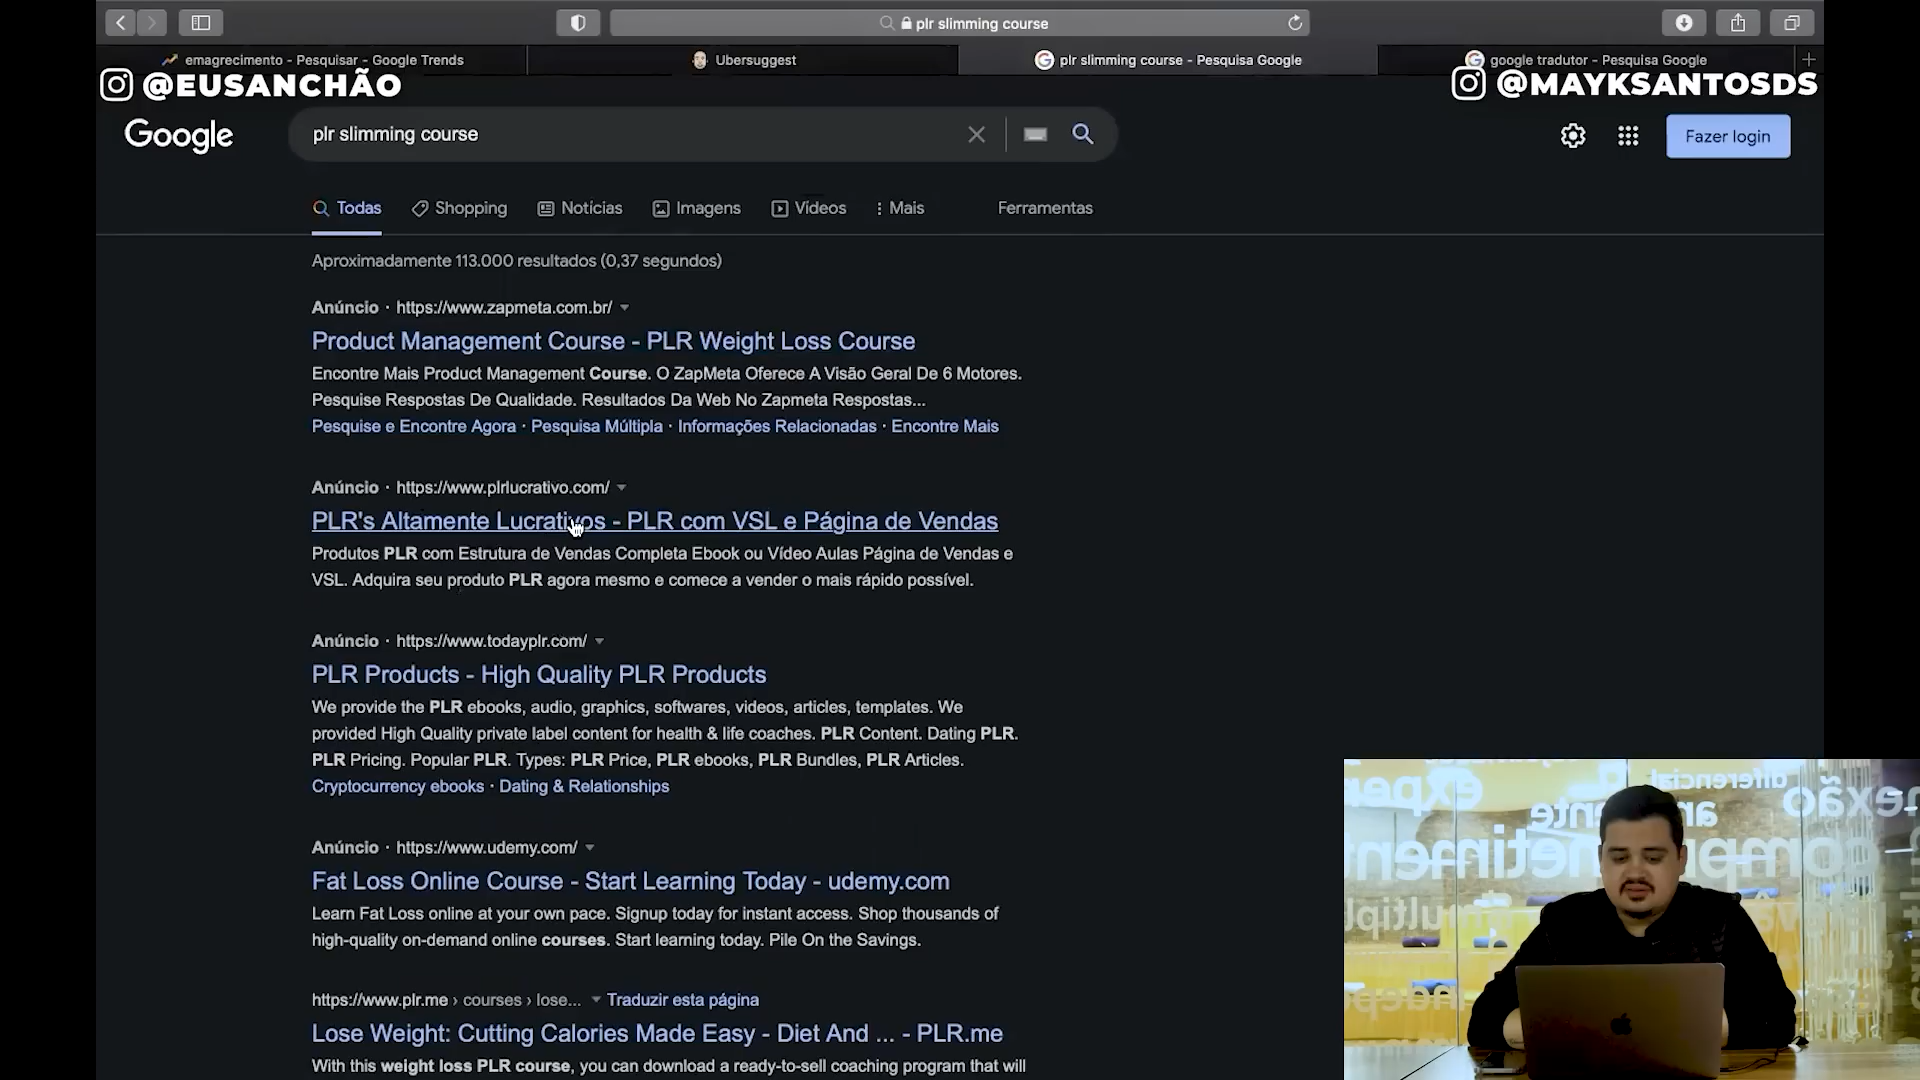 plr slimming course
emagrecimento - Pesquisar - Google Trends
Ubersuggest
plr slimming course - Pesquisa Google
google tradutor - Pesquisa Google
@EUSANCHÃO
@MAYKSANTOSDS
Google
plr slimming course
Fazer login
Todas
Shopping
Notícias
Imagens
Vídeos
Mais
Ferramentas
Aproximadamente 113.000 resultados (0,37 segundos)
Anúncio · https://www.zapmeta.com.br/
Product Management Course - PLR Weight Loss Course
Encontre Mais Product Management Course. O ZapMeta Oferece A Visão Geral De 6 Motores.
Pesquise Respostas De Qualidade. Resultados Da Web No Zapmeta Respostas...
Pesquise e Encontre Agora · Pesquisa Múltipla · Informações Relacionadas · Encontre Mais
Anúncio · https://www.plrlucrativo.com/
PLR's Altamente Lucrativos - PLR com VSL e Página de Vendas
Produtos PLR com Estrutura de Vendas Completa Ebook ou Vídeo Aulas Página de Vendas e
VSL. Adquira seu produto PLR agora mesmo e comece a vender o mais rápido possível.
Anúncio · https://www.todayplr.com/
PLR Products - High Quality PLR Products
We provide the PLR ebooks, audio, graphics, softwares, videos, articles, templates. We
provided High Quality private label content for health & life coaches. PLR Content. Dating PLR.
PLR Pricing. Popular PLR. Types: PLR Price, PLR ebooks, PLR Bundles, PLR Articles.
Cryptocurrency ebooks · Dating & Relationships
Anúncio · https://www.udemy.com/
Fat Loss Online Course - Start Learning Today - udemy.com
Learn Fat Loss online at your own pace. Signup today for instant access. Shop thousands of
high-quality on-demand online courses. Start learning today. Pile On the Savings.
https://www.plr.me › courses › lose... Traduzir esta página
Lose Weight: Cutting Calories Made Easy - Diet And ... - PLR.me
With this weight loss PLR course, you can download a ready-to-sell coaching program that will
diferencial